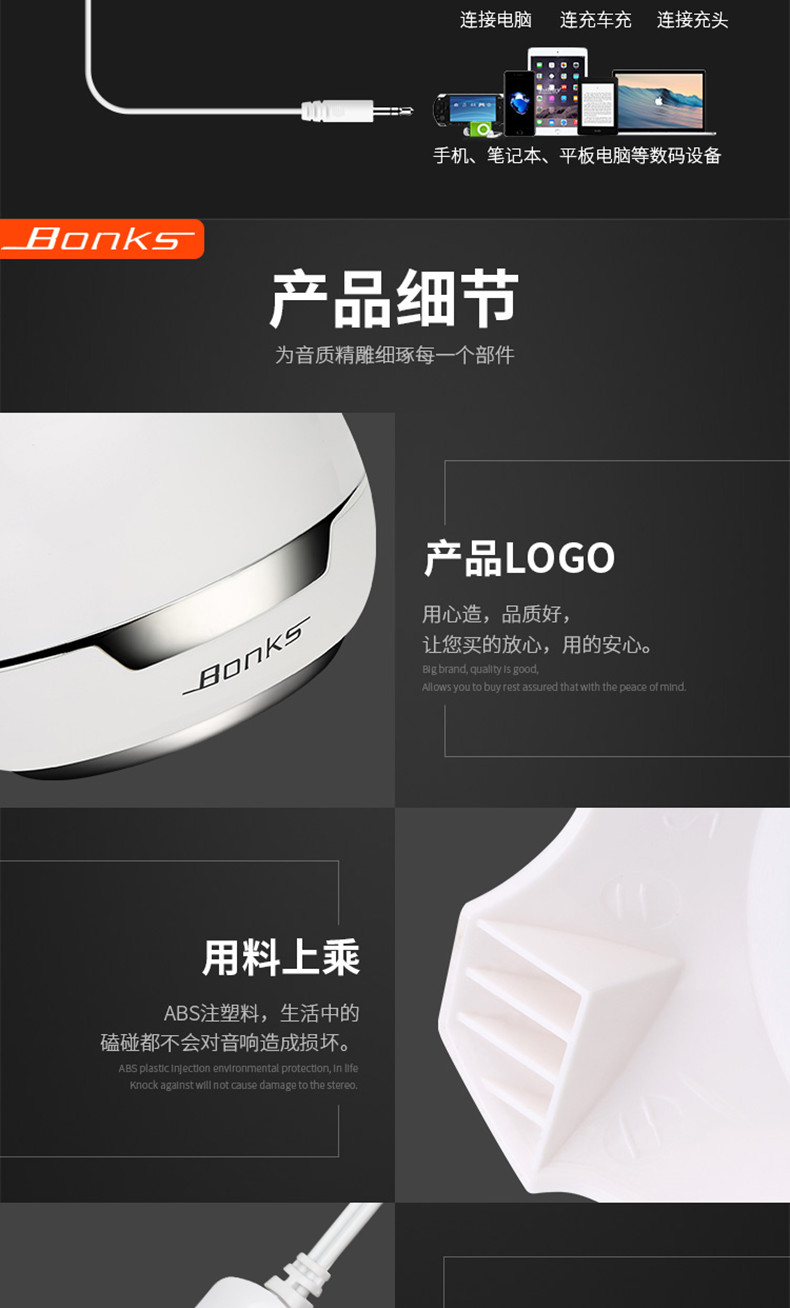 连接电脑 连充车充 连接充头
手机、笔记本、平板电脑等数码设备
Bonks
产品细节
为音质精雕细琢每一个部件
Bonks
产品LOGO
用心造，品质好，
让您买的放心，用的安心。
Big brand, quality is good,
Allows you to buy rest assured that with the peace of mind.
用料上乘
ABS注塑料，生活中的
磕碰都不会对音响造成损坏。
ABS plastic injection environmental protection, in life
Knock against will not cause damage to the stereo.